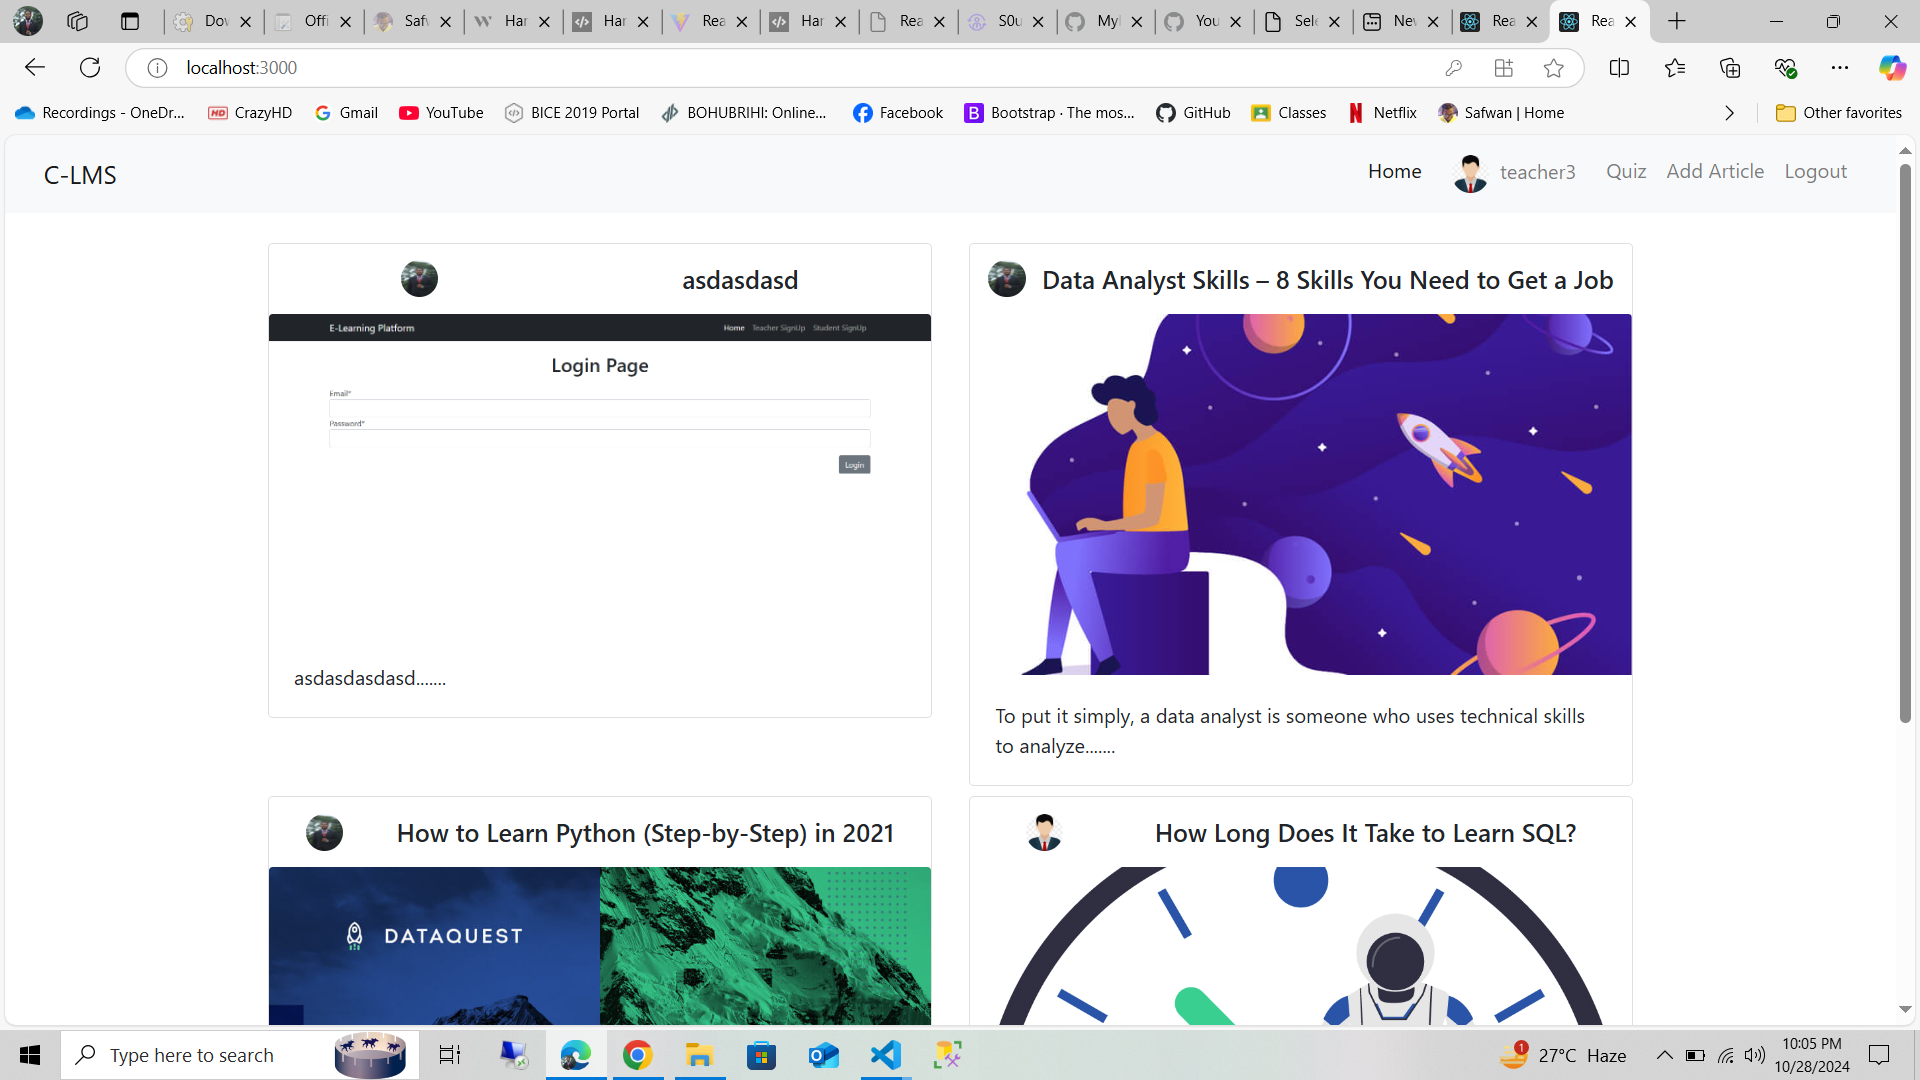 Dow
Offi
Safw
Har
Har
Rea
Har
Rea
S0u
MyI
You
Sele
Nev
Rea
Rea
localhost:3000
Recordings - OneDr...
CrazyHD
Gmail
YouTube
BICE 2019 Portal
BOHUBRIHI: Online...
Facebook
Bootstrap · The mos...
GitHub
Classes
Netflix
Safwan | Home
Other favorites
C-LMS
Home
teacher3
Quiz
Add Article
Logout
asdasdasd
E-Learning Platform
Home
Teacher SignUp
Student SignUp
Login Page
Email*
Password*
Login
asdasdasdasd.......
Data Analyst Skills – 8 Skills You Need to Get a Job
To put it simply, a data analyst is someone who uses technical skills
to analyze.......
How to Learn Python (Step-by-Step) in 2021
DATAQUEST
How Long Does It Take to Learn SQL?
Type here to search
1
27°C Haze
10:05 PM
10/28/2024